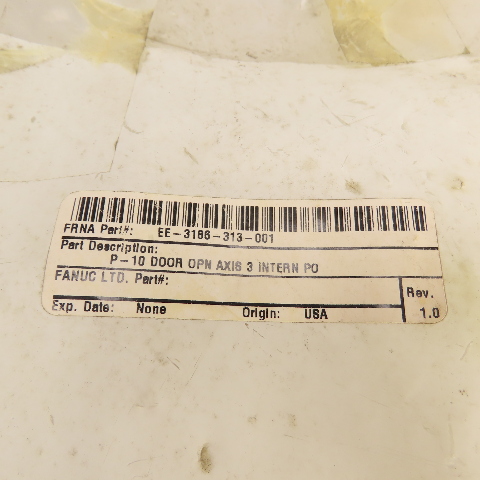 FRNA Part#: EE-3186-313-001
Part Description:
P-10 DOOR OPN AXIS 3 INTERN PO
FANUC LTD. Part#:
Rev.
1.0
Exp. Date: None Origin: USA